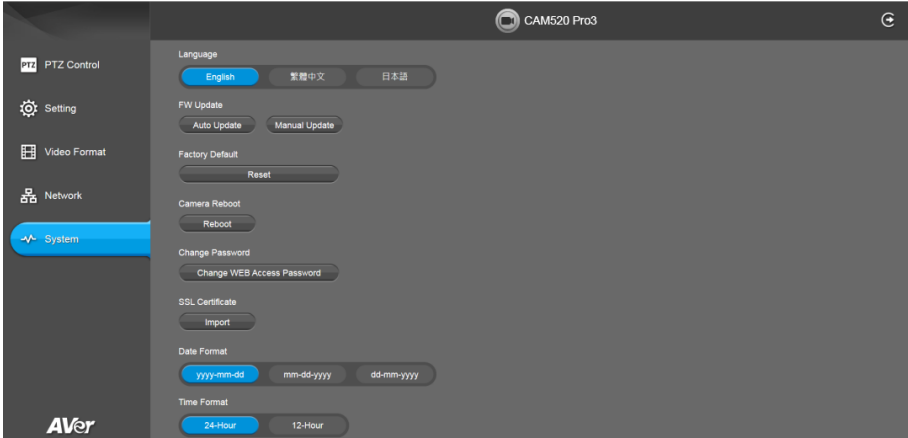 CAM520 Pro3
PTZ PTZ Control
Setting
Video Format
Network
System
AVer
Language
English 繁體中文 日本語
FW Update
Auto Update Manual Update
Factory Default
Reset
Camera Reboot
Reboot
Change Password
Change WEB Access Password
SSL Certificate
Import
Date Format
yyyy-mm-dd mm-dd-yyyy dd-mm-yyyy
Time Format
24-Hour 12-Hour